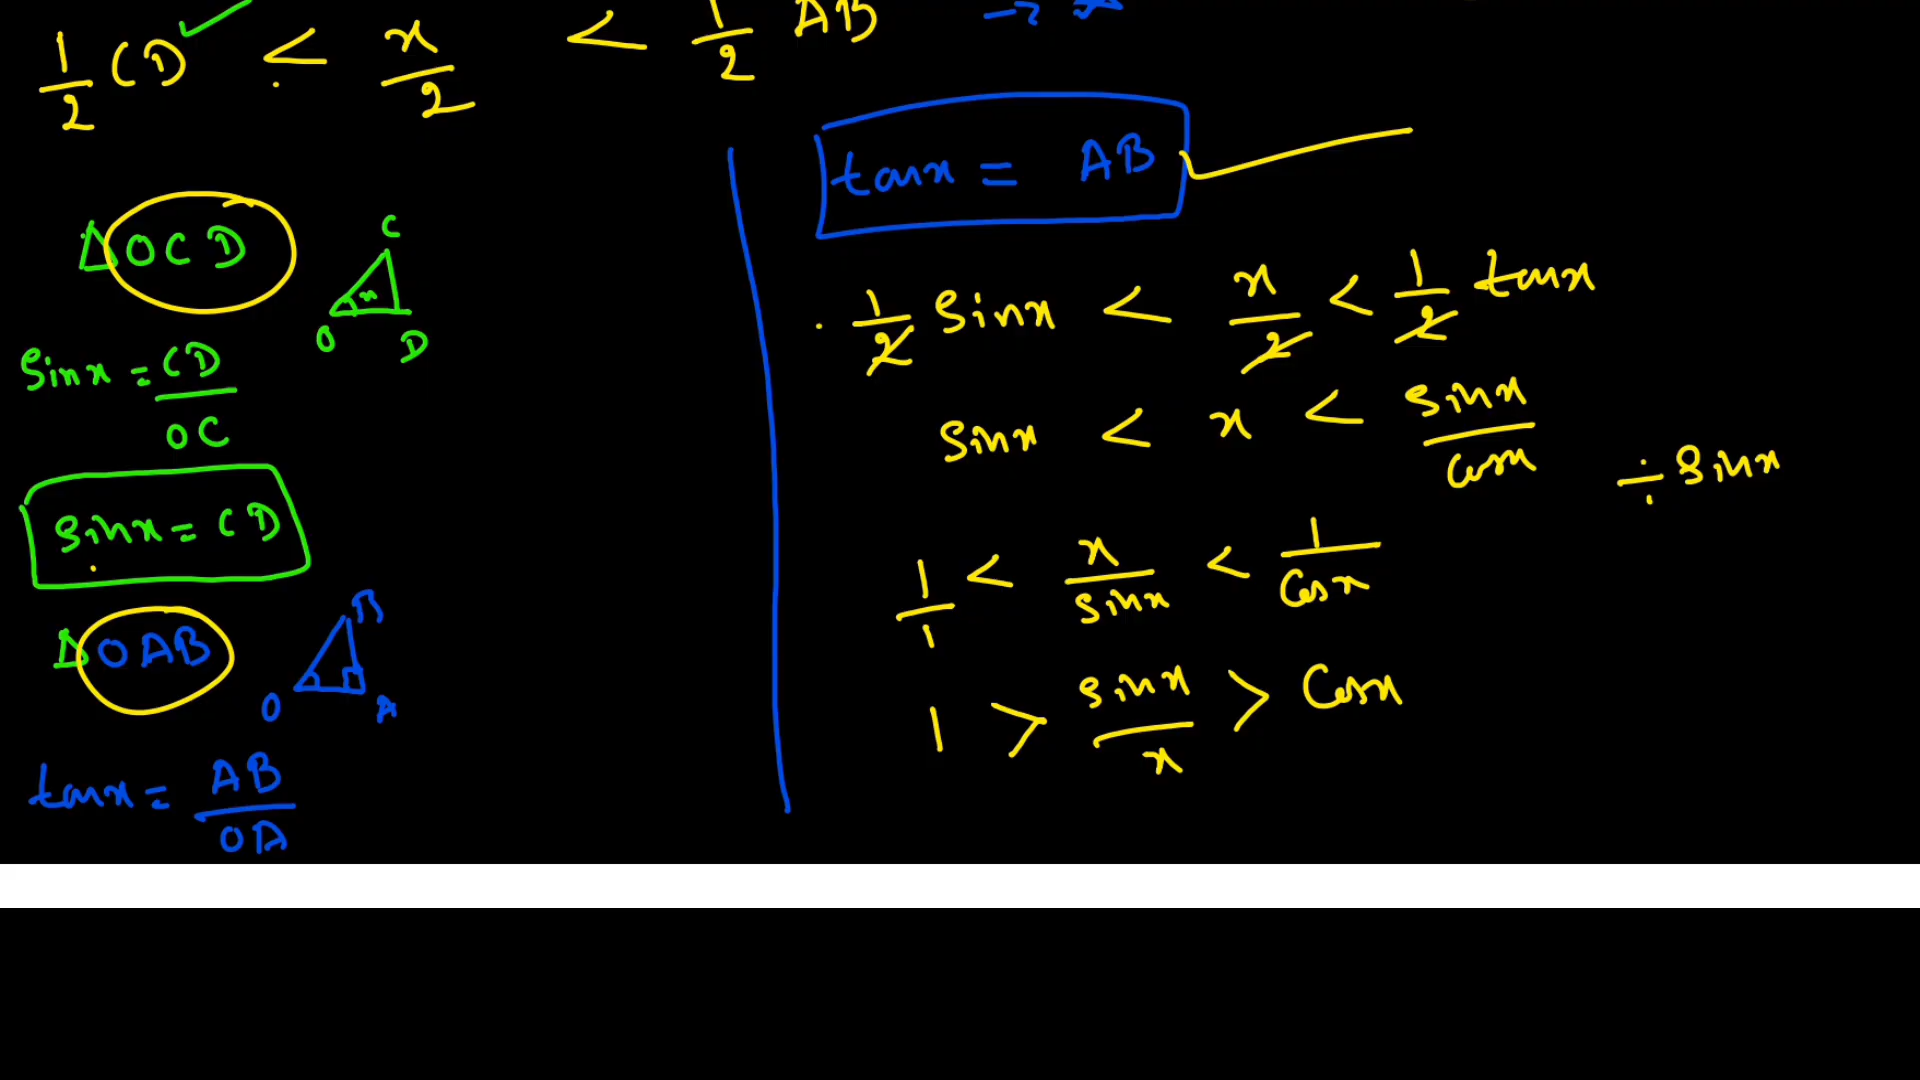 1/2 CD < x/2 < 1/2 AB →
ΔOCD
C
x
O D
Sinx = CD/OC
Sinx = CD
ΔOAB
B
O A
tanx = AB/OA
tanx = AB
1/2 Sinx < x/2 < 1/2 tanx
Sinx < x < Sinx/Cosx ÷ Sinx
1/1 < x/Sinx < 1/Cosx
1 > Sinx/x > Cosx